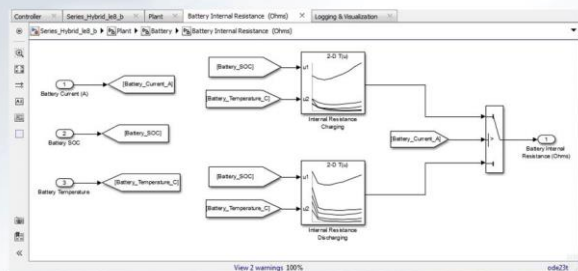 Controller
Series_Hybrid_le8_b
Plant
Battery Internal Resistance (Ohms)
Logging & Visualization
Series_Hybrid_le8_b Plant Battery Battery Internal Resistance (Ohms)
1
Battery Current (A)
[Battery_Current_A]
2
Battery SOC
[Battery_SOC]
3
Battery Temperature
[Battery_Temperature_C]
[Battery_SOC]
[Battery_Temperature_C]
2-D T(u)
u1
u2
Internal Resistance
Charging
[Battery_SOC]
[Battery_Temperature_C]
2-D T(u)
u1
u2
Internal Resistance
Discharging
[Battery_Current_A]
1
Battery Internal
Resistance (Ohms)
View 2 warnings 100%
ode23t